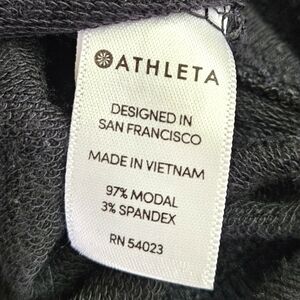 ATHLETA
DESIGNED IN
SAN FRANCISCO
MADE IN VIETNAM
97% MODAL
3% SPANDEX
RN 54023